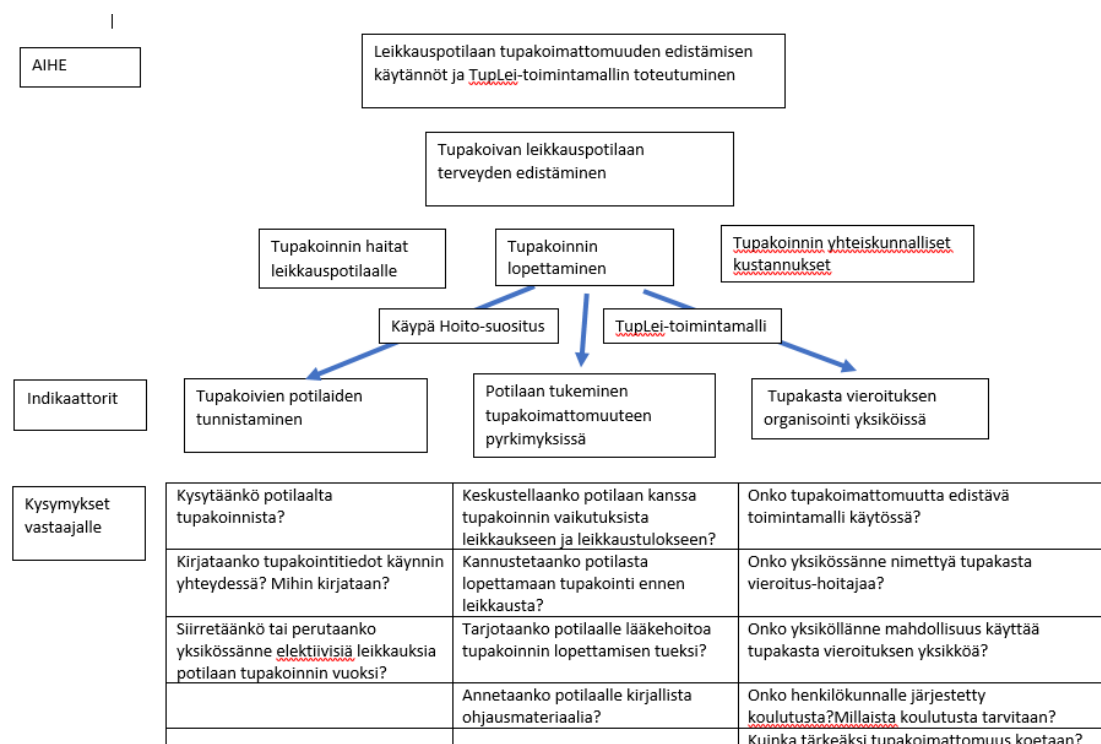 AIHE
Leikkauspotilaan tupakoimattomuuden edistämisen
käytännöt ja TupLei-toimintamallin toteutuminen
Tupakoivan leikkauspotilaan
terveyden edistäminen
Tupakoinnin haitat
leikkauspotilaalle
Tupakoinnin
lopettaminen
Tupakoinnin yhteiskunnalliset
kustannukset
Käypä Hoito-suositus
TupLei-toimintamalli
Indikaattorit
Tupakoivien potilaiden
tunnistaminen
Potilaan tukeminen
tupakoimattomuuteen
pyrkimyksissä
Tupakasta vieroituksen
organisointi yksiköissä
Kysymykset
vastaajalle
Kysytäänkö potilaalta
tupakoinnista?
Keskustellaanko potilaan kanssa
tupakoinnin vaikutuksista
leikkaukseen ja leikkaustulokseen?
Onko tupakoimattomuutta edistävä
toimintamalli käytössä?
Kirjataanko tupakointitiedot käynnin
yhteydessä? Mihin kirjataan?
Kannustetaanko potilasta
lopettamaan tupakointi ennen
leikkausta?
Onko yksikössänne nimettyä tupakasta
vieroitus-hoitajaa?
Siirretäänkö tai perutaanko
yksikössänne elektiivisiä leikkauksia
potilaan tupakoinnin vuoksi?
Tarjotaanko potilaalle lääkehoitoa
tupakoinnin lopettamisen tueksi?
Onko yksiköllänne mahdollisuus käyttää
tupakasta vieroituksen yksikköä?
Annetaanko potilaalle kirjallista
ohjausmateriaalia?
Onko henkilökunnalle järjestetty
koulutusta?Millaista koulutusta tarvitaan?
Kuinka tärkeäksi tupakoimattomuus koetaan?